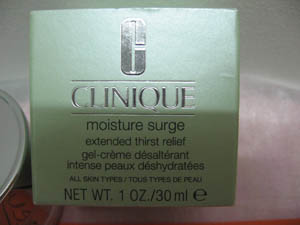 CLINIQUE
moisture surge
extended thirst relief
gel-crème désaltérant
intense peaux déshydratées
ALL SKIN TYPES / TOUS TYPES DE PEAU
NET WT. 1 OZ./30 ml e